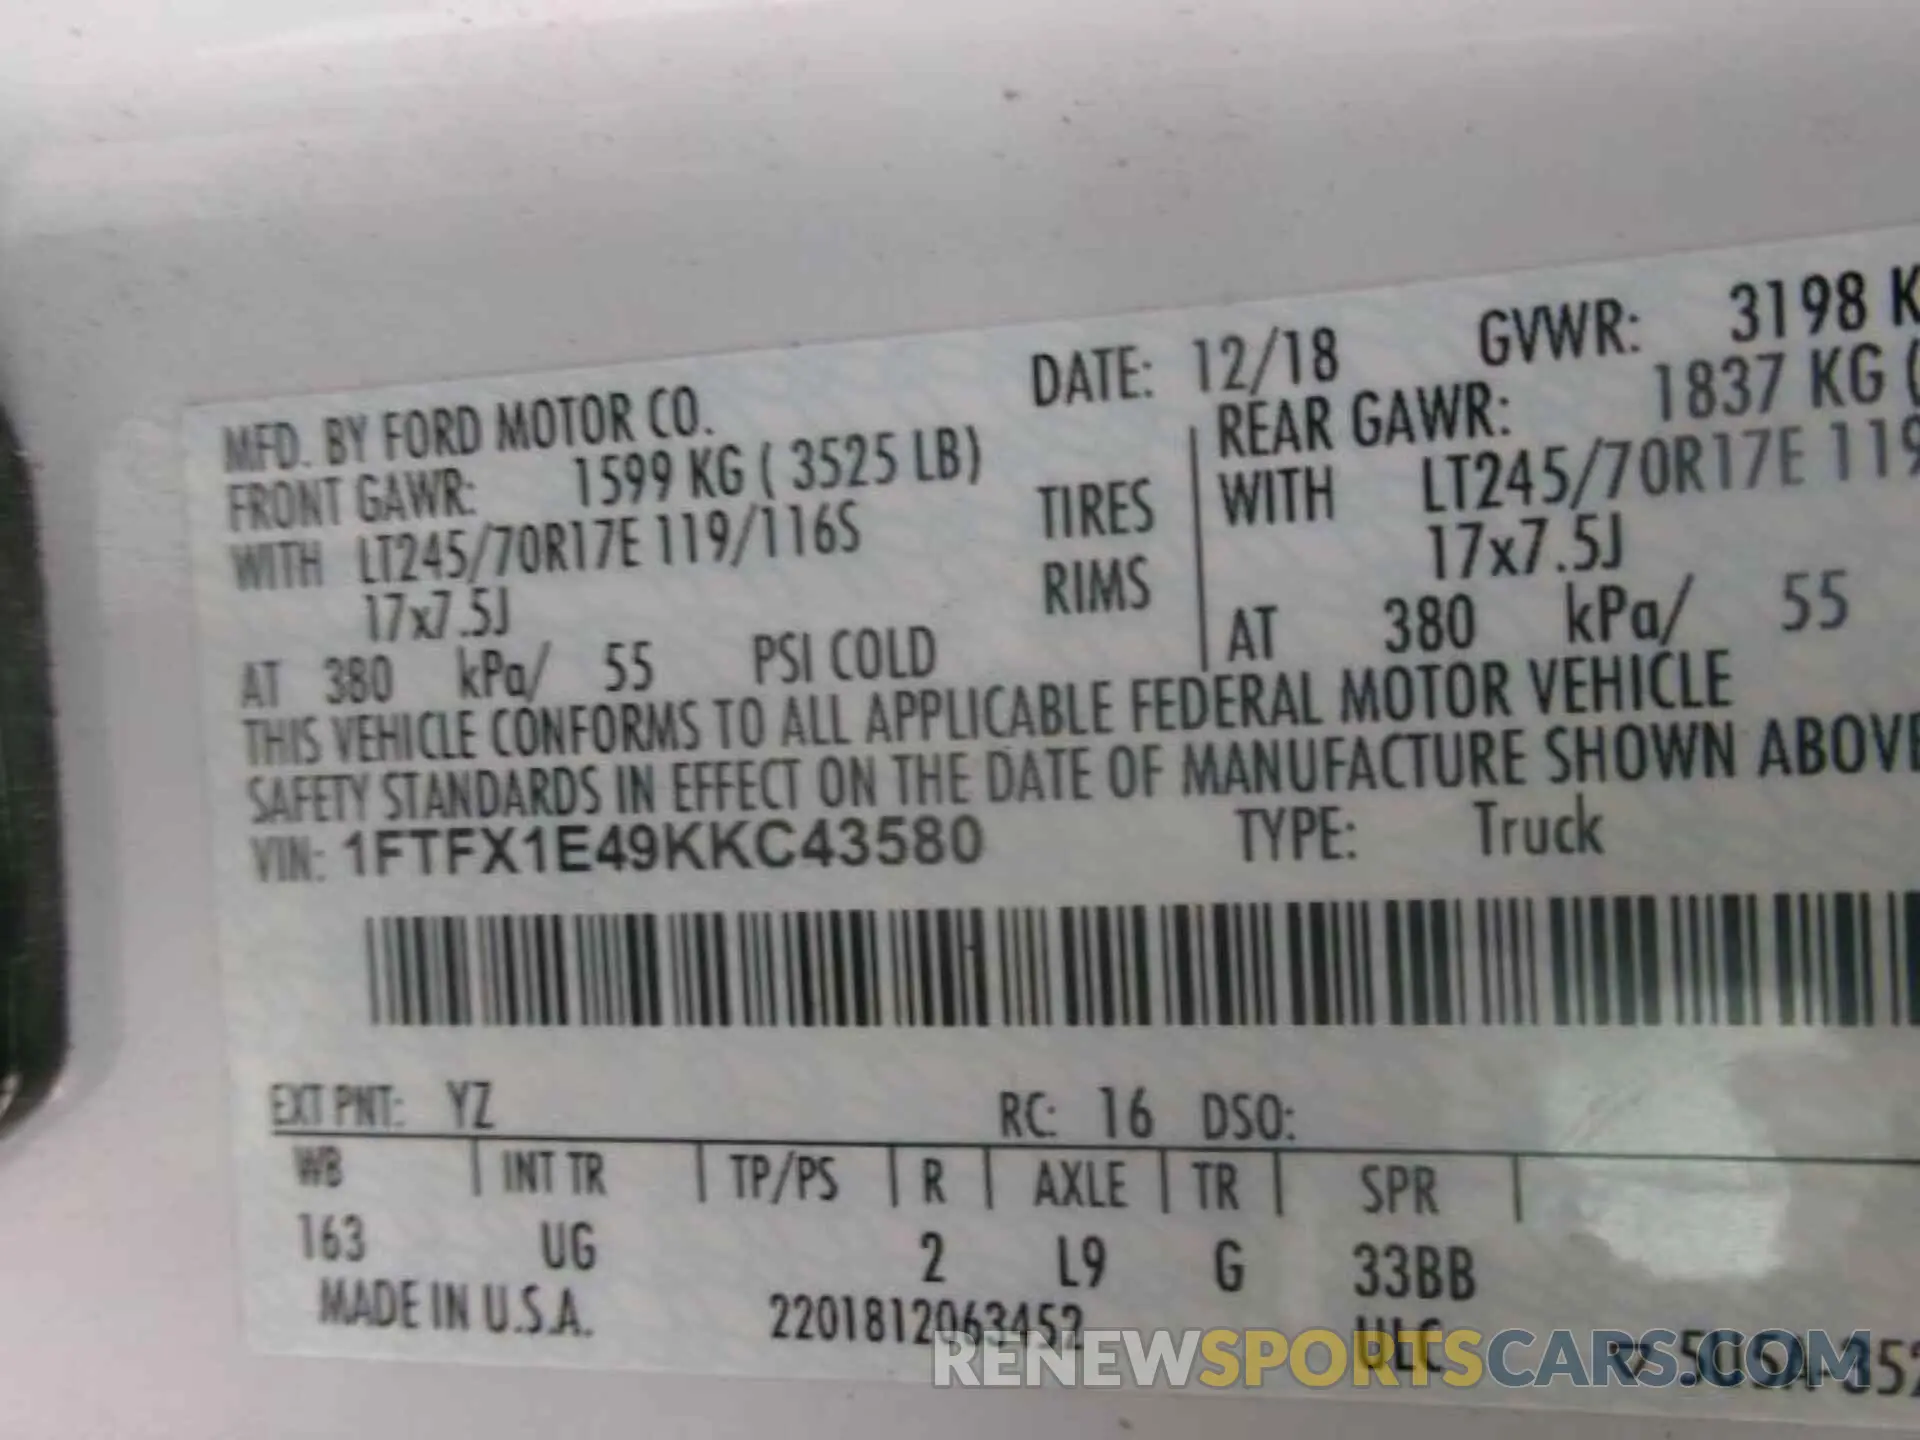 MFD. BY FORD MOTOR CO. DATE: 12/18 GVWR: 3198 K
FRONT GAWR: 1599 KG ( 3525 LB) REAR GAWR: 1837 KG (
WITH LT245/70R17E 119/116S TIRES WITH LT245/70R17E 119
17x7.5J RIMS 17x7.5J
AT 380 kPa/ 55 PSI COLD AT 380 kPa/ 55
THIS VEHICLE CONFORMS TO ALL APPLICABLE FEDERAL MOTOR VEHICLE
SAFETY STANDARDS IN EFFECT ON THE DATE OF MANUFACTURE SHOWN ABOVE
VIN: 1FTFX1E49KKC43580 TYPE: Truck
EXT PNT: YZ RC: 16 DSO:
WB | INT TR | TP/PS | R | AXLE | TR | SPR |
163 UG 2 L9 G 33BB
MADE IN U.S.A. 2201812063452 ULC
RENEWSPORTSCARS.COM